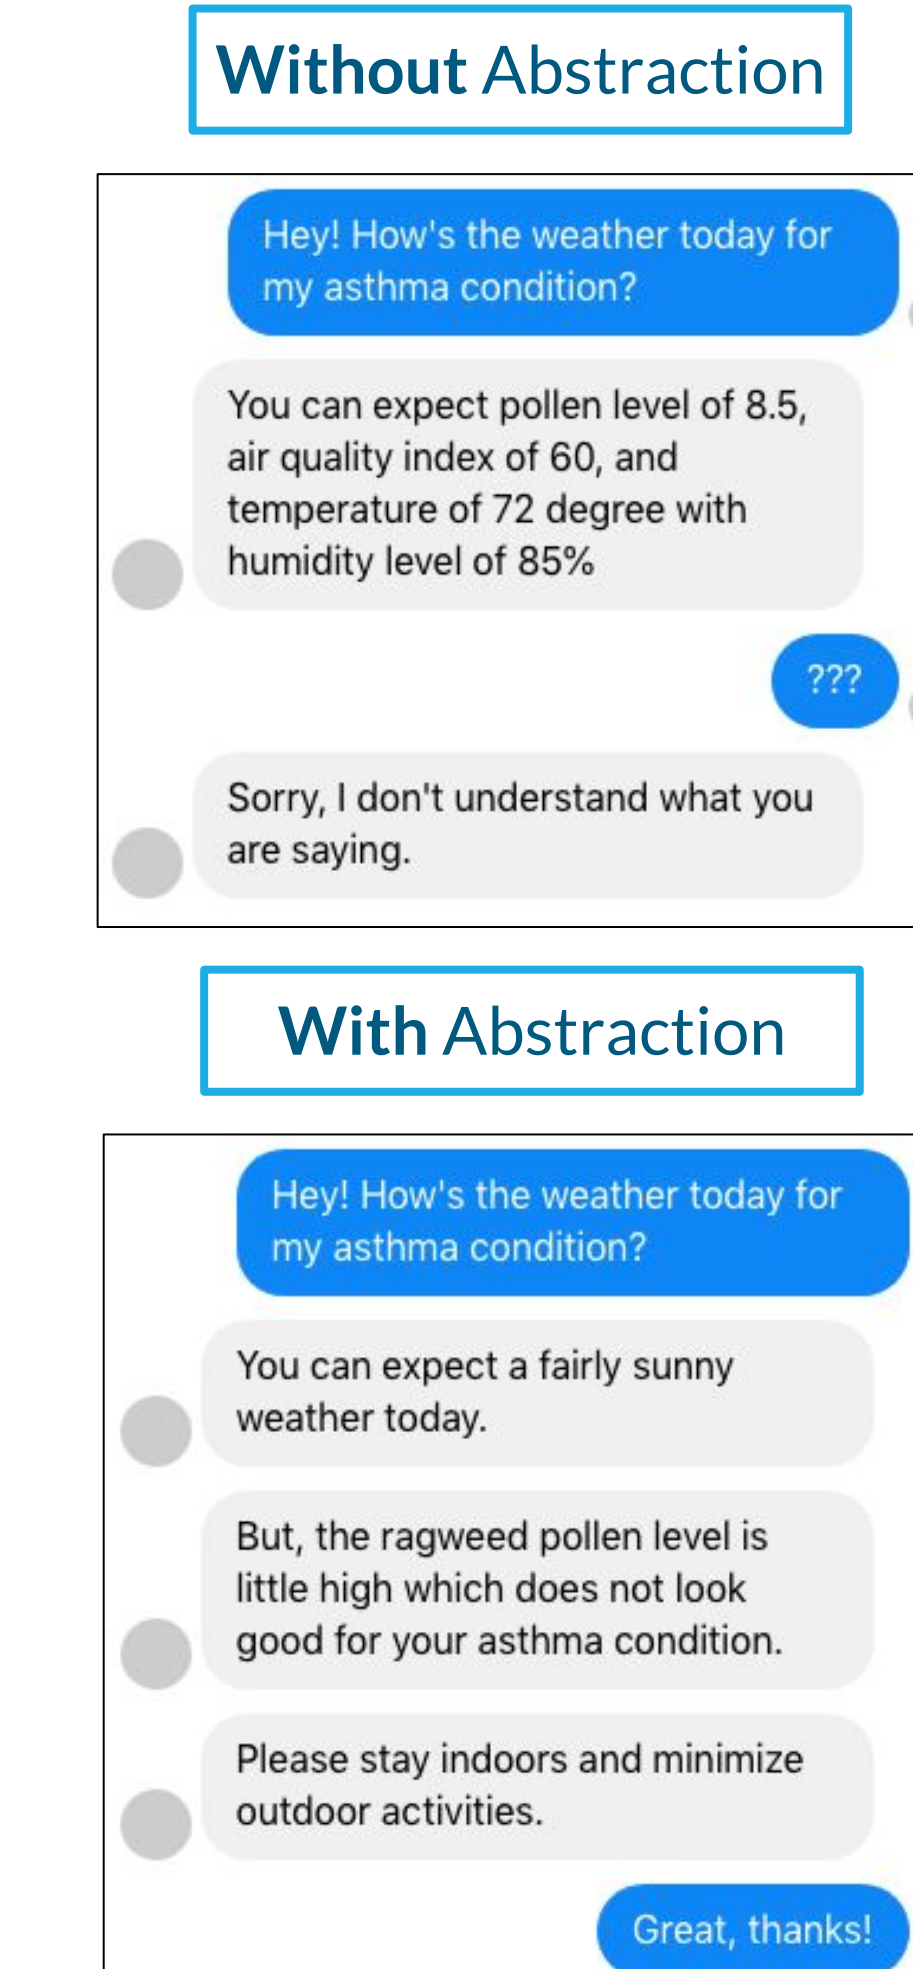 Without Abstraction
Hey! How's the weather today for
my asthma condition?
You can expect pollen level of 8.5,
air quality index of 60, and
temperature of 72 degree with
humidity level of 85%
???
Sorry, I don't understand what you
are saying.
With Abstraction
Hey! How's the weather today for
my asthma condition?
You can expect a fairly sunny
weather today.
But, the ragweed pollen level is
little high which does not look
good for your asthma condition.
Please stay indoors and minimize
outdoor activities.
Great, thanks!